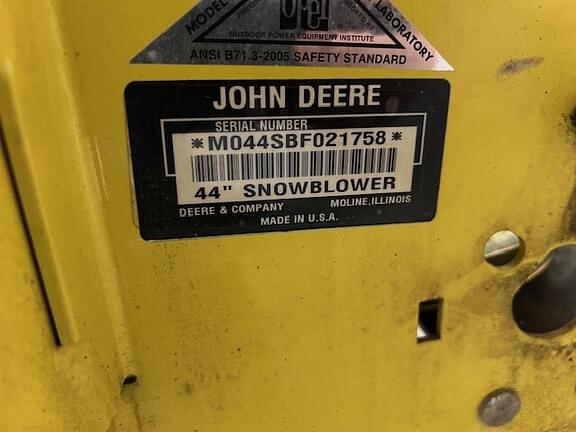 MODEL LABORATORY
OPEI
OUTDOOR POWER EQUIPMENT INSTITUTE
ANSI B71.3-2005 SAFETY STANDARD
JOHN DEERE
SERIAL NUMBER
*M044SBF021758*
44" SNOWBLOWER
DEERE & COMPANY MOLINE, ILLINOIS
MADE IN U.S.A.